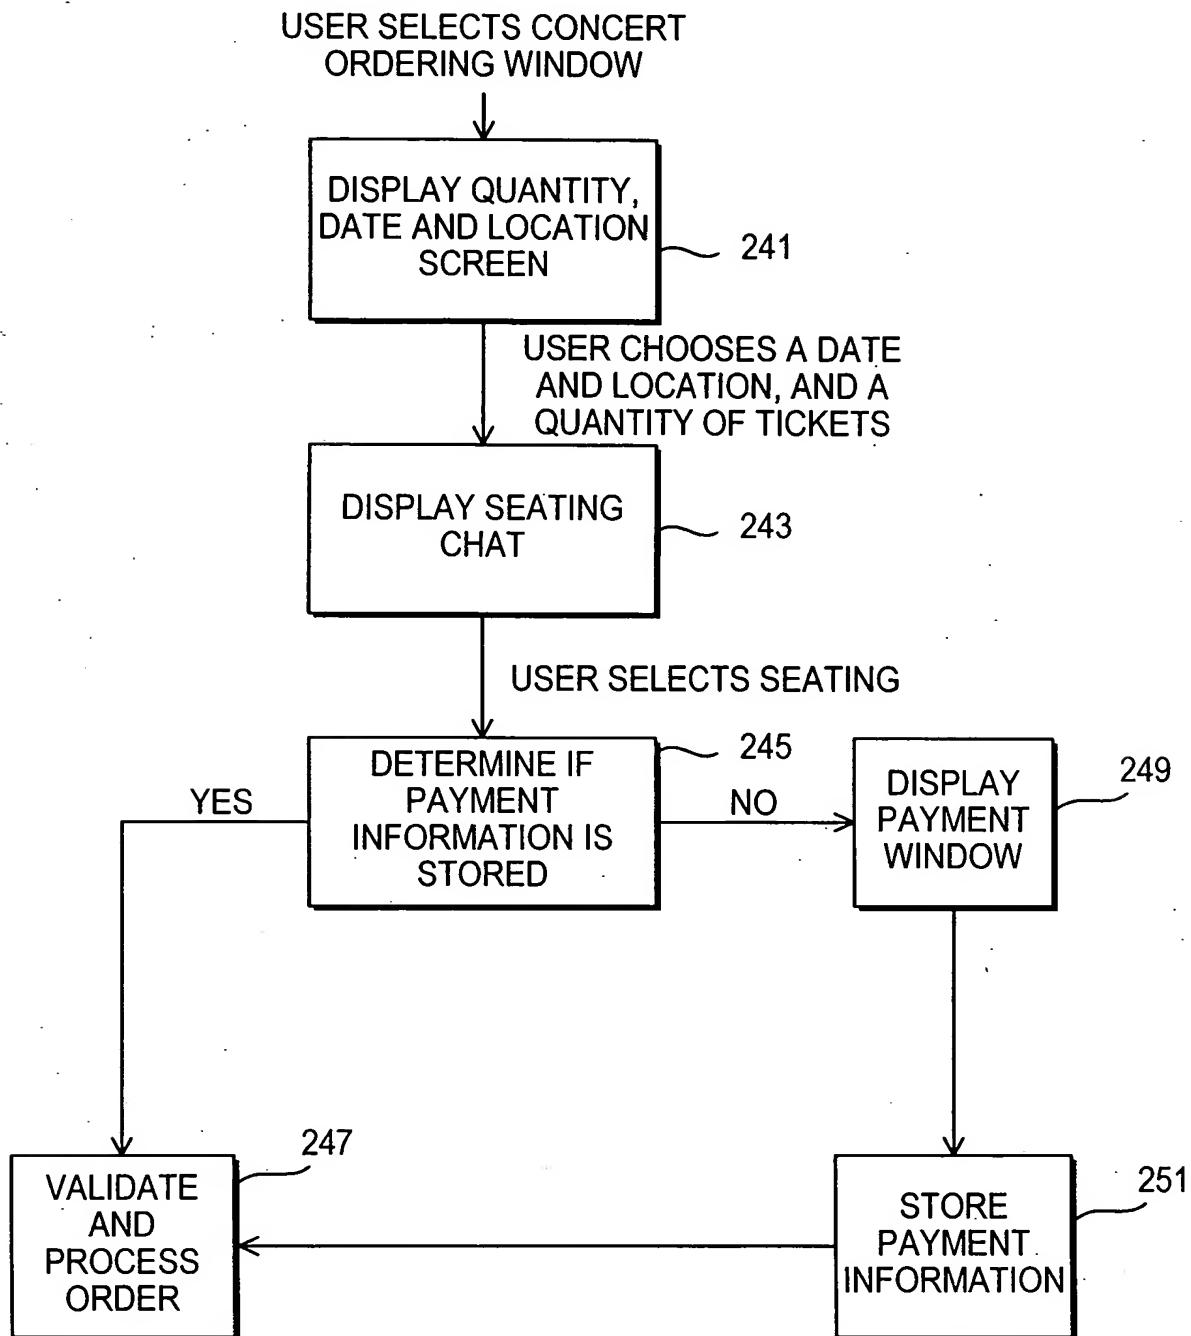 USER SELECTS CONCERT
ORDERING WINDOW
DISPLAY QUANTITY,
DATE AND LOCATION
SCREEN
241
USER CHOOSES A DATE
AND LOCATION, AND A
QUANTITY OF TICKETS
DISPLAY SEATING
CHAT
243
USER SELECTS SEATING
245
DETERMINE IF
PAYMENT
INFORMATION IS
STORED
YES
NO
DISPLAY
PAYMENT
WINDOW
249
247
VALIDATE
AND
PROCESS
ORDER
251
STORE
PAYMENT
INFORMATION